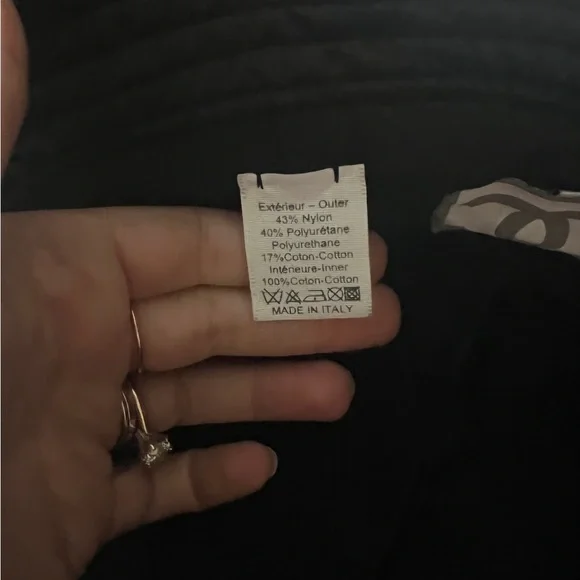 Extérieur – Outer
43% Nylon
40% Polyurétane
Polyurethane
17%Coton-Cotton
Intérieure-Inner
100%Coton-Cotton
MADE IN ITALY